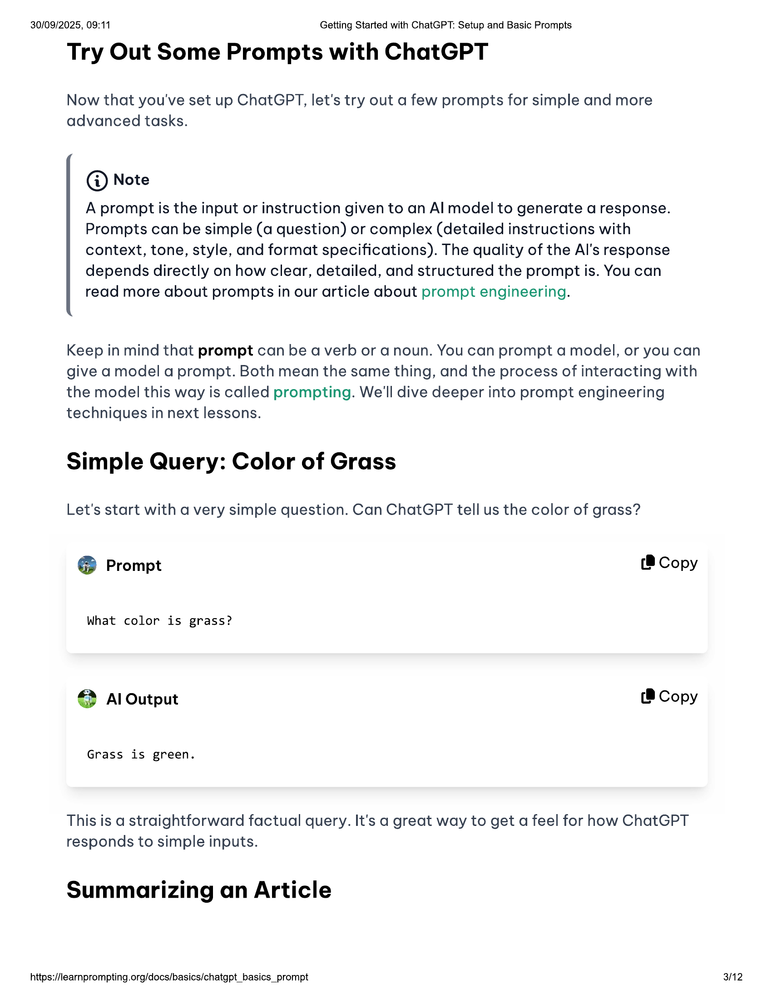 30/09/2025, 09:11
Getting Started with ChatGPT: Setup and Basic Prompts
Try Out Some Prompts with ChatGPT
Now that you've set up ChatGPT, let's try out a few prompts for simple and more
advanced tasks.
Note
A prompt is the input or instruction given to an AI model to generate a response.
Prompts can be simple (a question) or complex (detailed instructions with
context, tone, style, and format specifications). The quality of the AI's response
depends directly on how clear, detailed, and structured the prompt is. You can
read more about prompts in our article about prompt engineering.
Keep in mind that prompt can be a verb or a noun. You can prompt a model, or you can
give a model a prompt. Both mean the same thing, and the process of interacting with
the model this way is called prompting. We'll dive deeper into prompt engineering
techniques in next lessons.
Simple Query: Color of Grass
Let's start with a very simple question. Can ChatGPT tell us the color of grass?
Prompt
Copy
What color is grass?
AI Output
Copy
Grass is green.
This is a straightforward factual query. It's a great way to get a feel for how ChatGPT
responds to simple inputs.
Summarizing an Article
https://learnprompting.org/docs/basics/chatgpt_basics_prompt
3/12